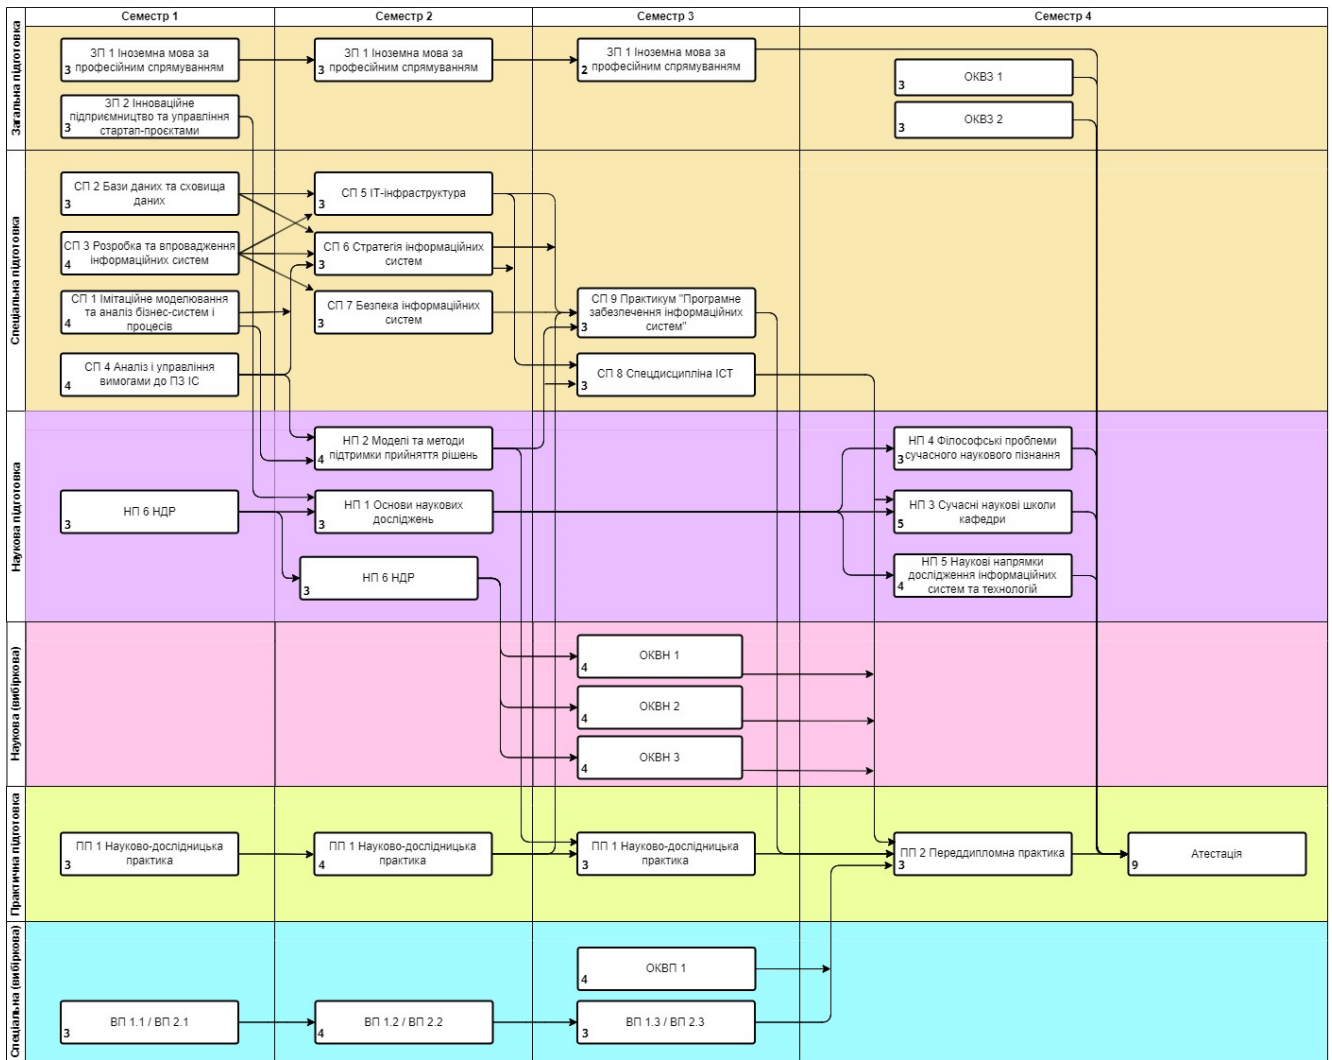 Семестр 1
Семестр 2
Семестр 3
Семестр 4
Загальна підготовка
ЗП 1 Іноземна мова за
професійним спрямуванням
3
ЗП 1 Іноземна мова за
професійним спрямуванням
3
ЗП 1 Іноземна мова за
професійним спрямуванням
2
ОКВЗ 1
3
ЗП 2 Інноваційне
підприємництво та управління
стартап-проєктами
3
ОКВЗ 2
3
Спеціальна підготовка
СП 2 Бази даних та сховища
даних
3
СП 5 ІТ-інфраструктура
3
СП 3 Розробка та впровадження
інформаційних систем
4
СП 6 Стратегія інформаційних
систем
3
СП 1 Імітаційне моделювання
та аналіз бізнес-систем і
процесів
4
СП 7 Безпека інформаційних
систем
3
СП 9 Практикум "Програмне
забезпечення інформаційних
систем"
3
СП 4 Аналіз і управління
вимогами до ПЗ ІС
4
СП 8 Спецдисципліна ІСТ
3
Наукова підготовка
НП 2 Моделі та методи
підтримки прийняття рішень
4
НП 4 Філософські проблеми
сучасного наукового пізнання
3
НП 6 НДР
3
НП 1 Основи наукових
досліджень
3
НП 3 Сучасні наукові школи
кафедри
5
НП 6 НДР
3
НП 5 Наукові напрямки
дослідження інформаційних
систем та технологій
4
Наукова (вибіркова)
ОКВН 1
4
ОКВН 2
4
ОКВН 3
4
Практична підготовка
ПП 1 Науково-дослідницька
практика
3
ПП 1 Науково-дослідницька
практика
4
ПП 1 Науково-дослідницька
практика
3
ПП 2 Переддипломна практика
3
Атестація
9
Спеціальна (вибіркова)
ОКВП 1
4
ВП 1.1 / ВП 2.1
3
ВП 1.2 / ВП 2.2
4
ВП 1.3 / ВП 2.3
3